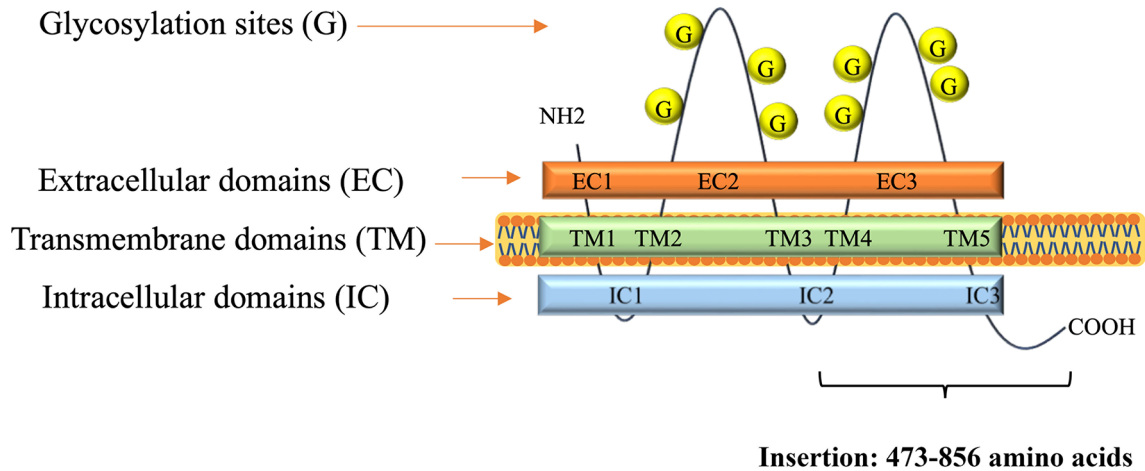 Glycosylation sites (G)
G
G
G
G
G
G
G
G
NH2
Extracellular domains (EC)
EC1
EC2
EC3
Transmembrane domains (TM)
TM1
TM2
TM3
TM4
TM5
Intracellular domains (IC)
IC1
IC2
IC3
COOH
Insertion: 473-856 amino acids